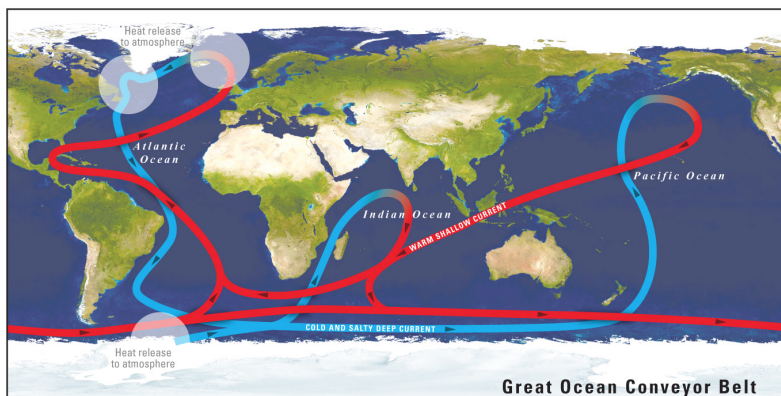 Heat release
to atmosphere
Atlantic
Ocean
Indian Ocean
Pacific Ocean
WARM SHALLOW CURRENT
COLD AND SALTY DEEP CURRENT
Heat release
to atmosphere
Great Ocean Conveyor Belt